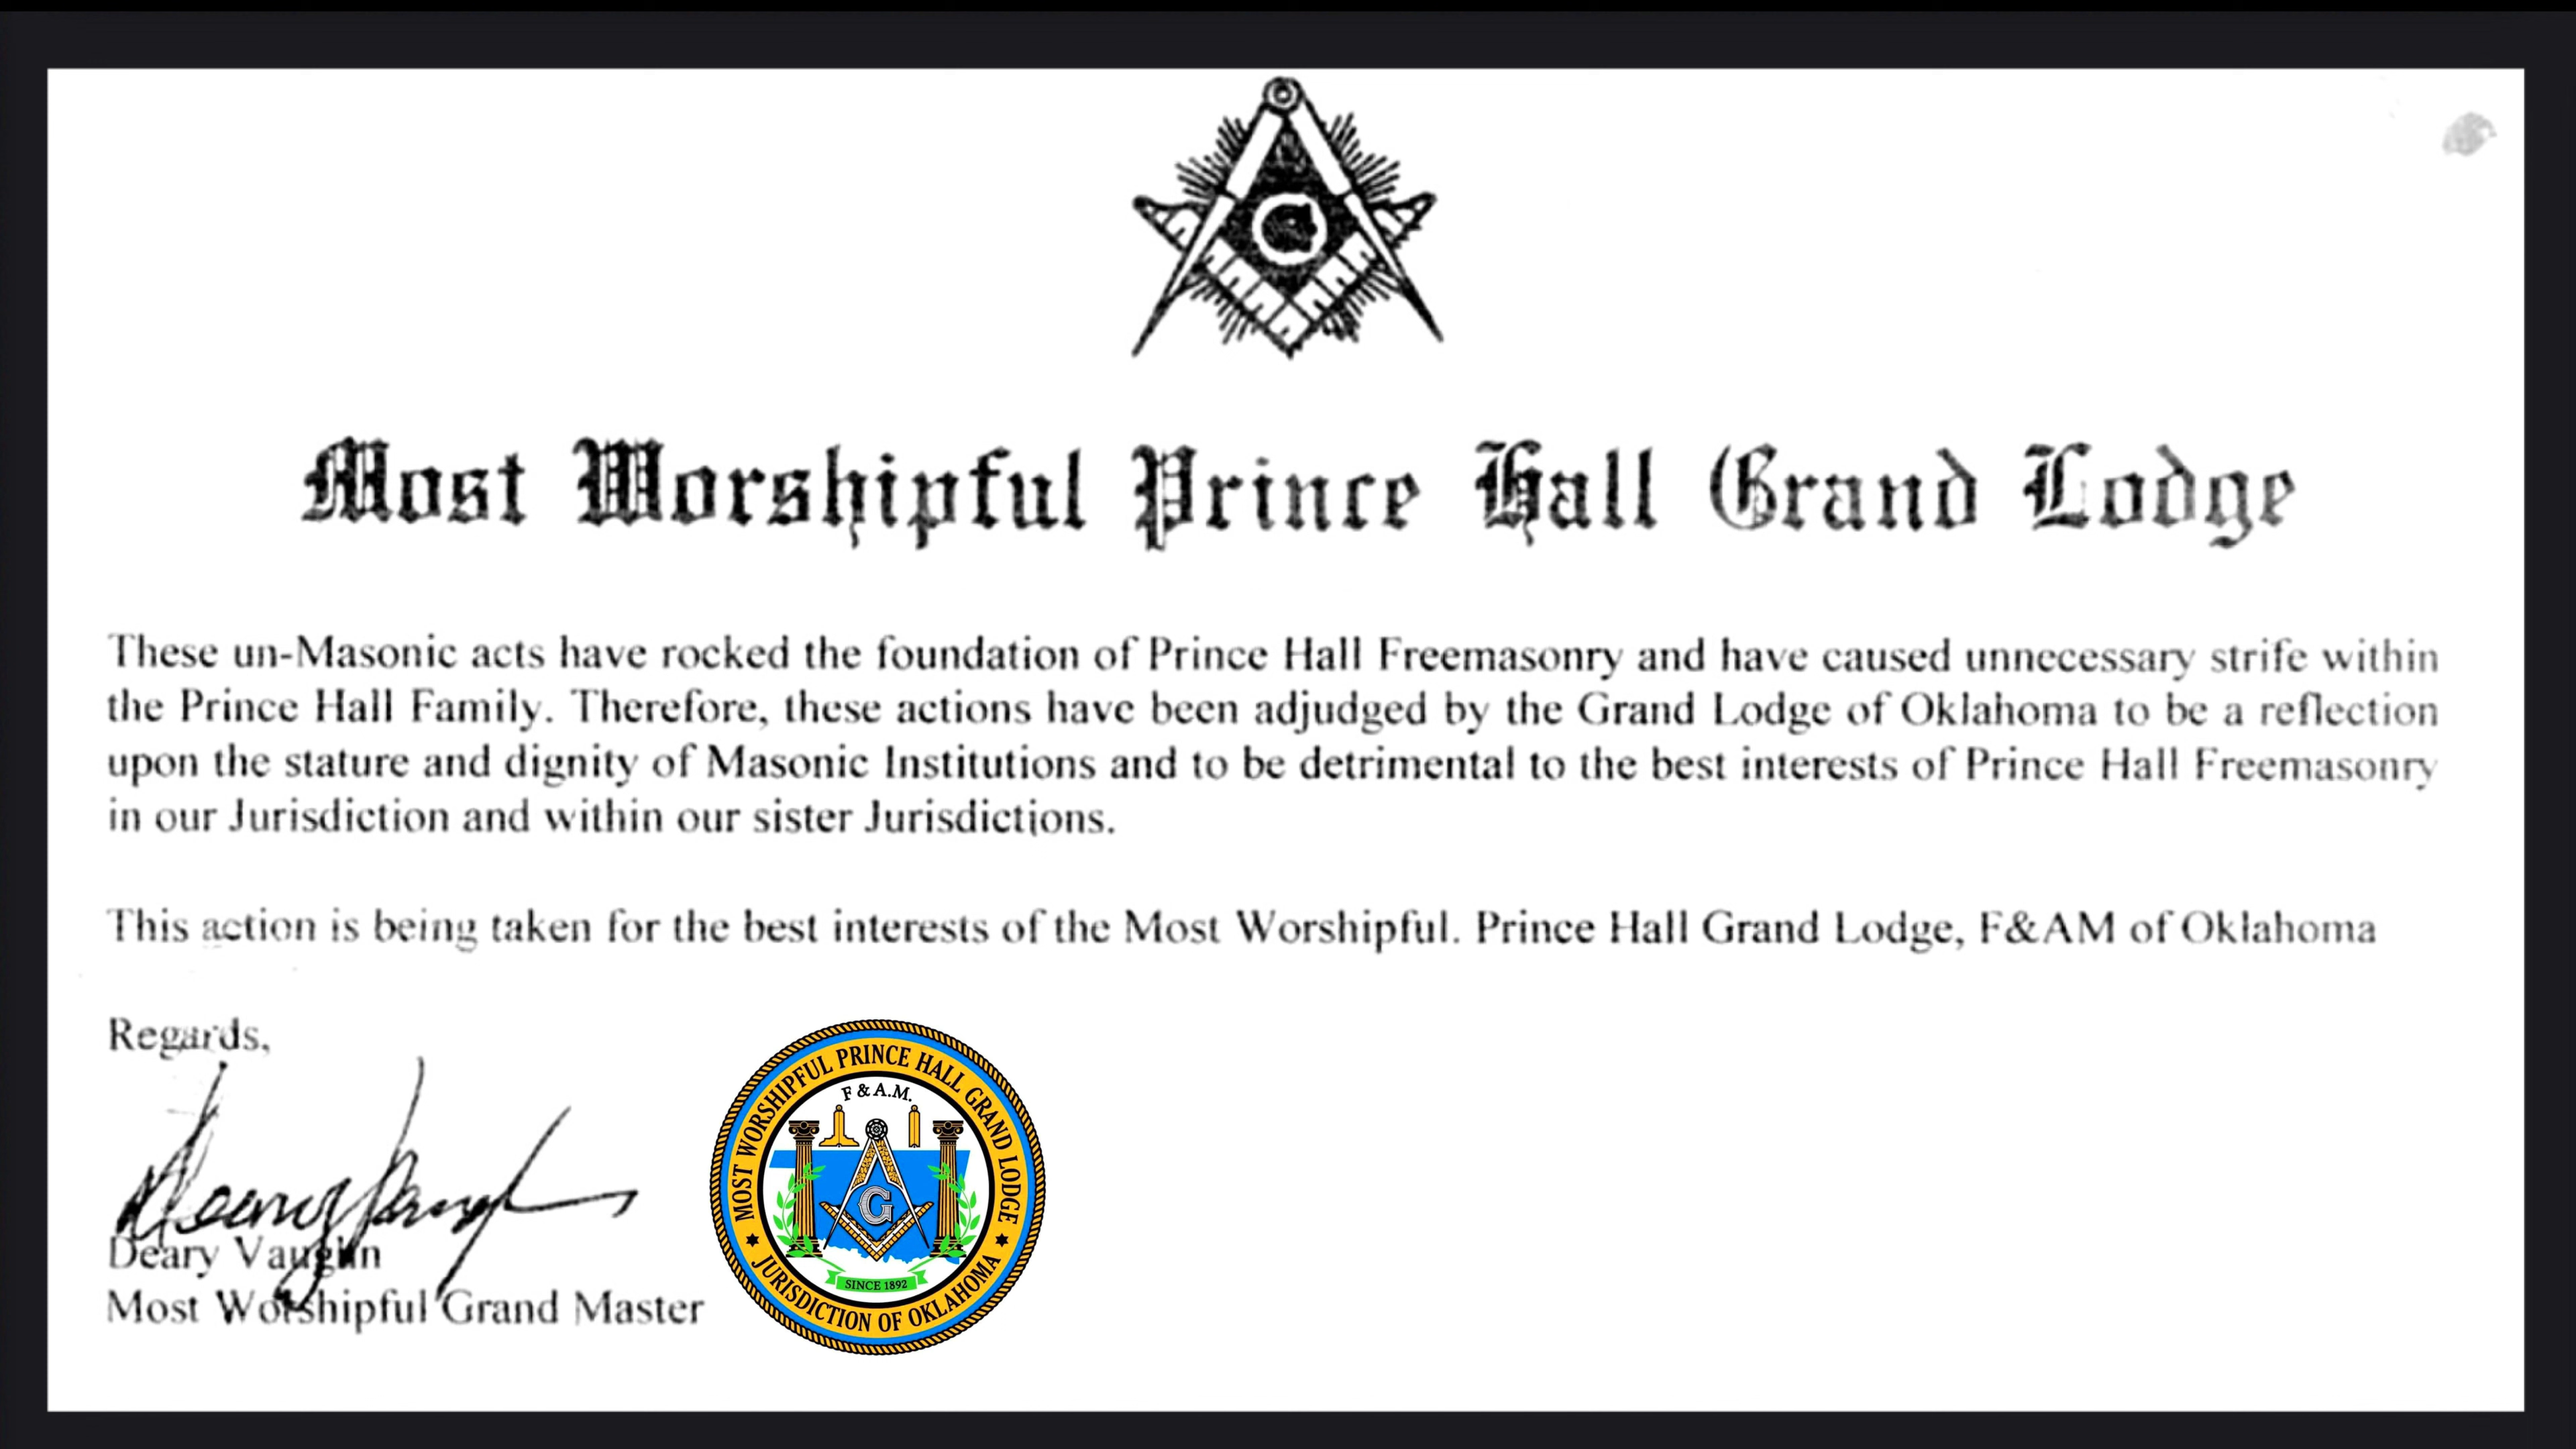 Most Worshipful Prince Hall Grand Lodge
These un-Masonic acts have rocked the foundation of Prince Hall Freemasonry and have caused unnecessary strife within
the Prince Hall Family. Therefore, these actions have been adjudged by the Grand Lodge of Oklahoma to be a reflection
upon the stature and dignity of Masonic Institutions and to be detrimental to the best interests of Prince Hall Freemasonry
in our Jurisdiction and within our sister Jurisdictions.
This action is being taken for the best interests of the Most Worshipful. Prince Hall Grand Lodge, F&AM of Oklahoma
Regards,
Deary Vaughn
Most Worshipful Grand Master
MOST WORSHIPFUL PRINCE HALL GRAND LODGE
F & A.M.
G
SINCE 1892
JURISDICTION OF OKLAHOMA